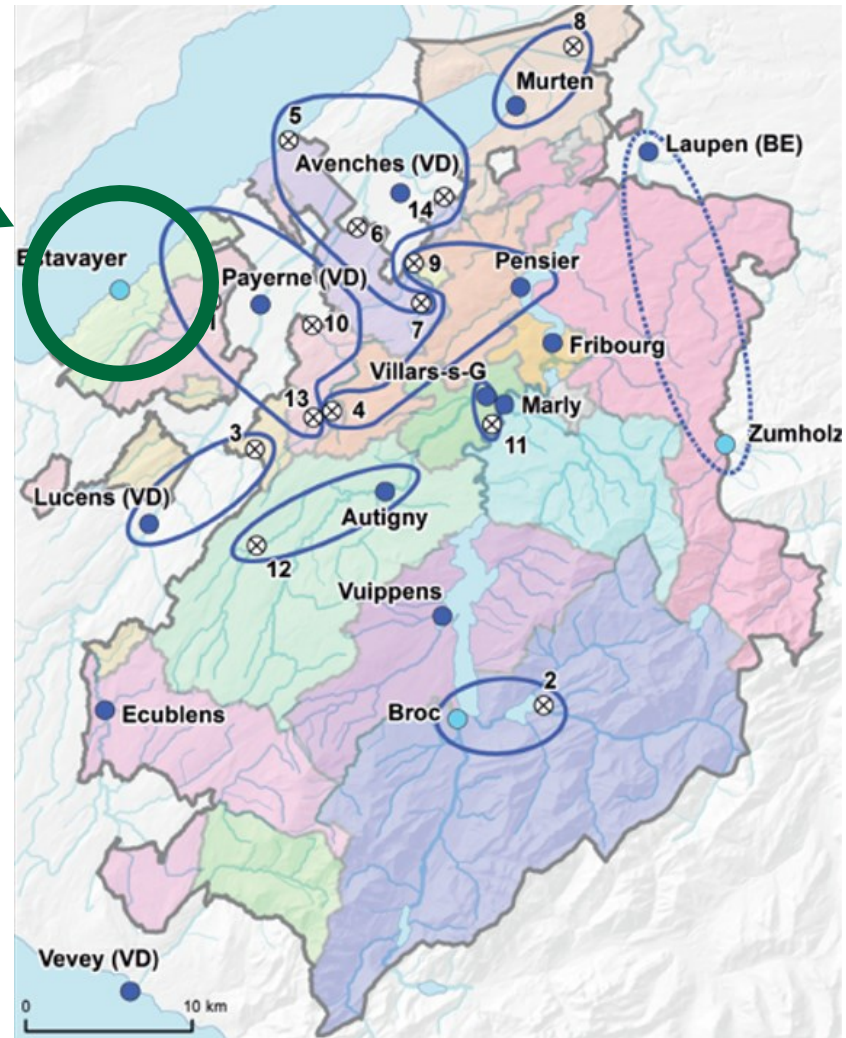 8
Murten
5
Laupen (BE)
Avenches (VD)
14
6
Estavayer
9
Pensier
Payerne (VD)
1
7
10
Fribourg
Villars-s-G
13
4
Marly
3
11
Zumholz
Lucens (VD)
Autigny
12
Vuippens
2
Broc
Ecublens
Vevey (VD)
0
10 km